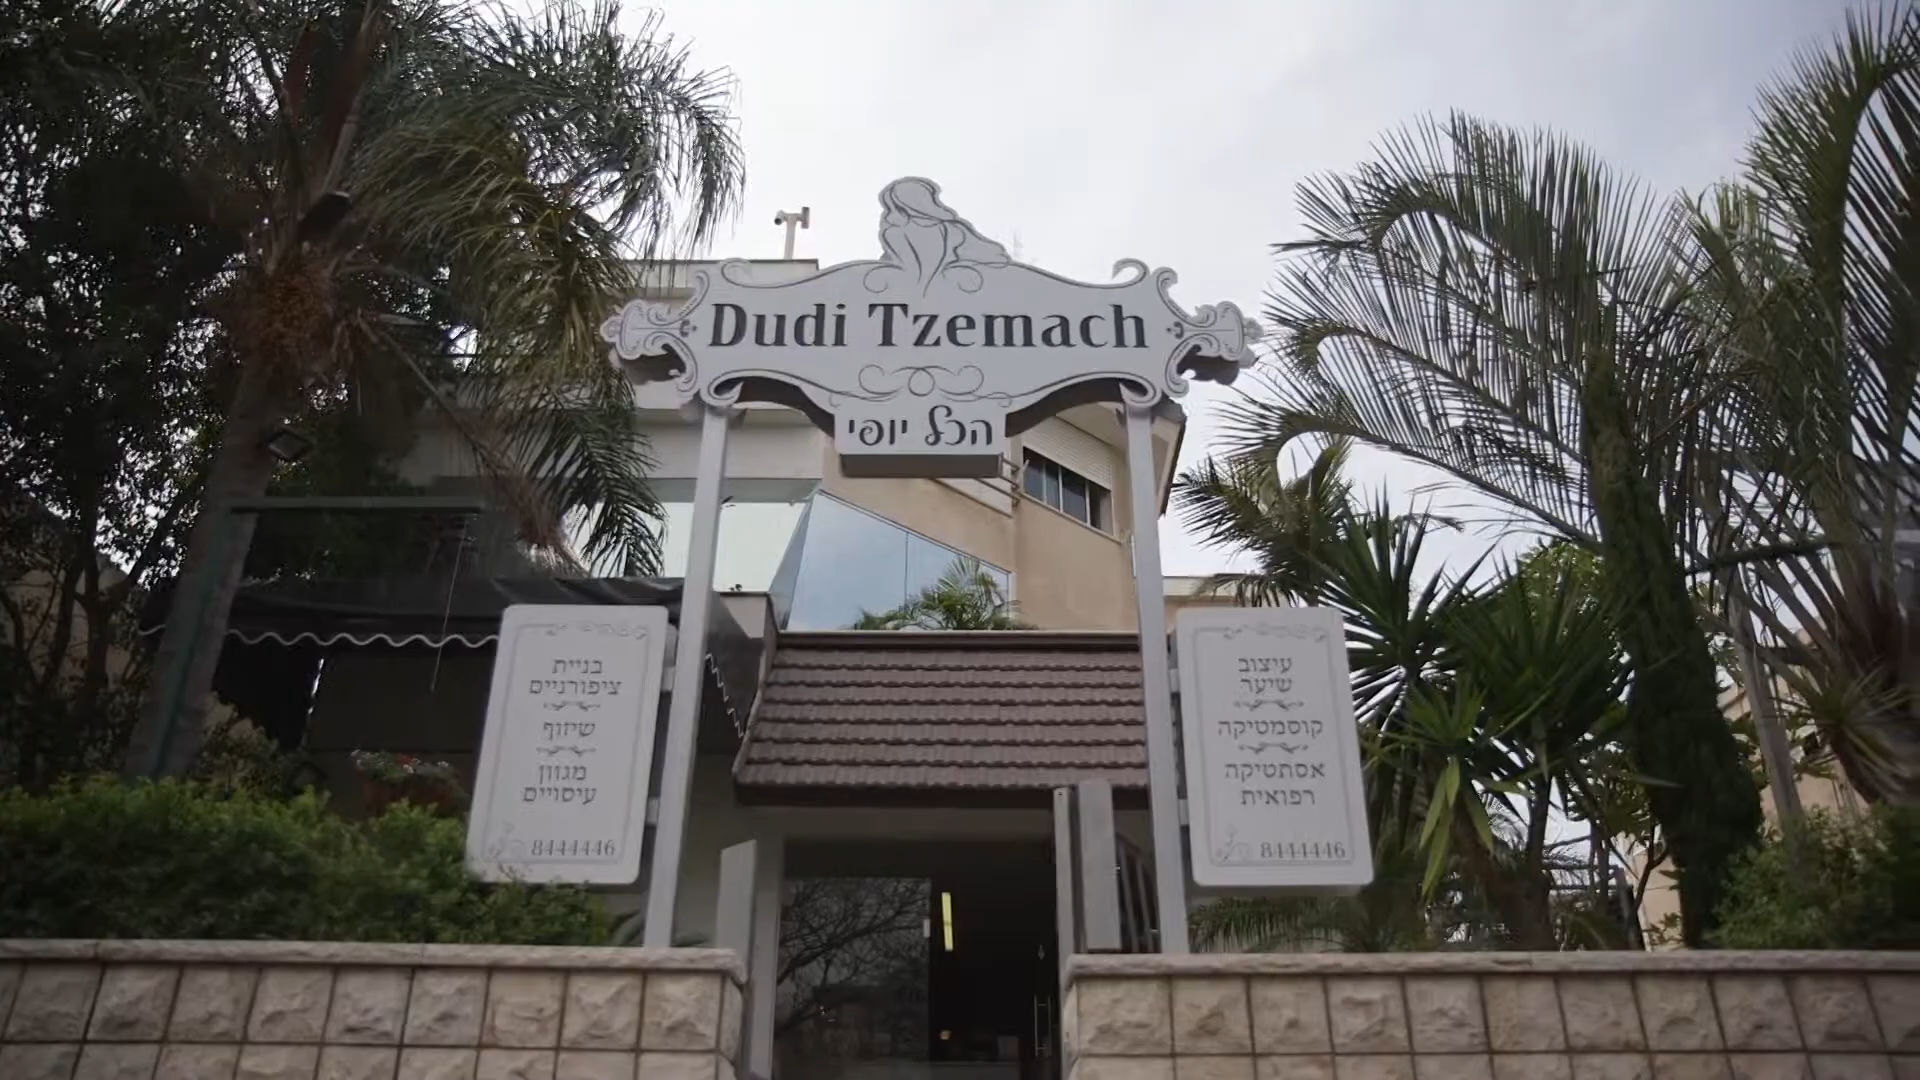 Dudi Tzemach
הכל יופי
עיצוב
שיער
קוסמטיקה
אסתטיקה
רפואית
8444446
בניית
ציפורניים
שיזוף
מגוון
עיסויים
8444446